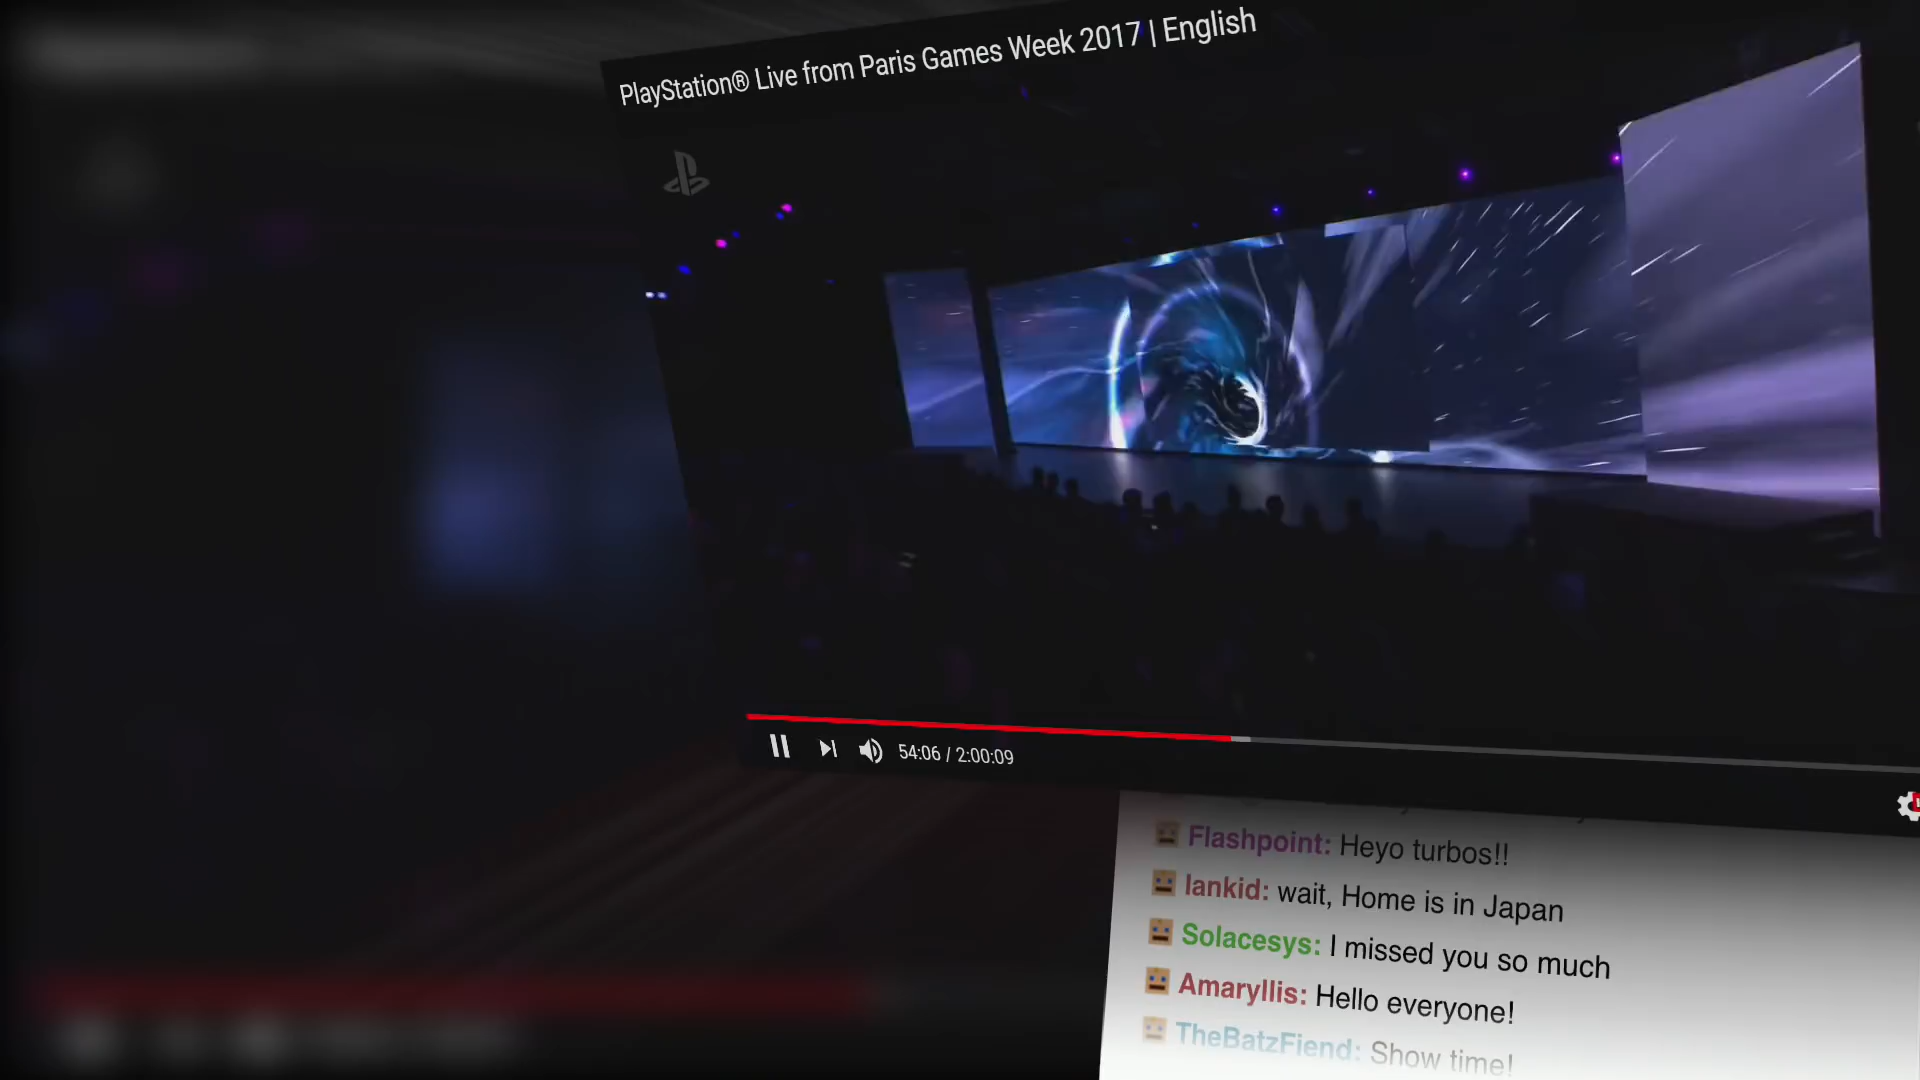 PlayStation® Live from Paris Games Week 2017 | English
54:06 / 2:00:09
Flashpoint: Heyo turbos!!
lankid: wait, Home is in Japan
Solacesys: I missed you so much
Amaryllis: Hello everyone!
TheBatzFiend: Show time!